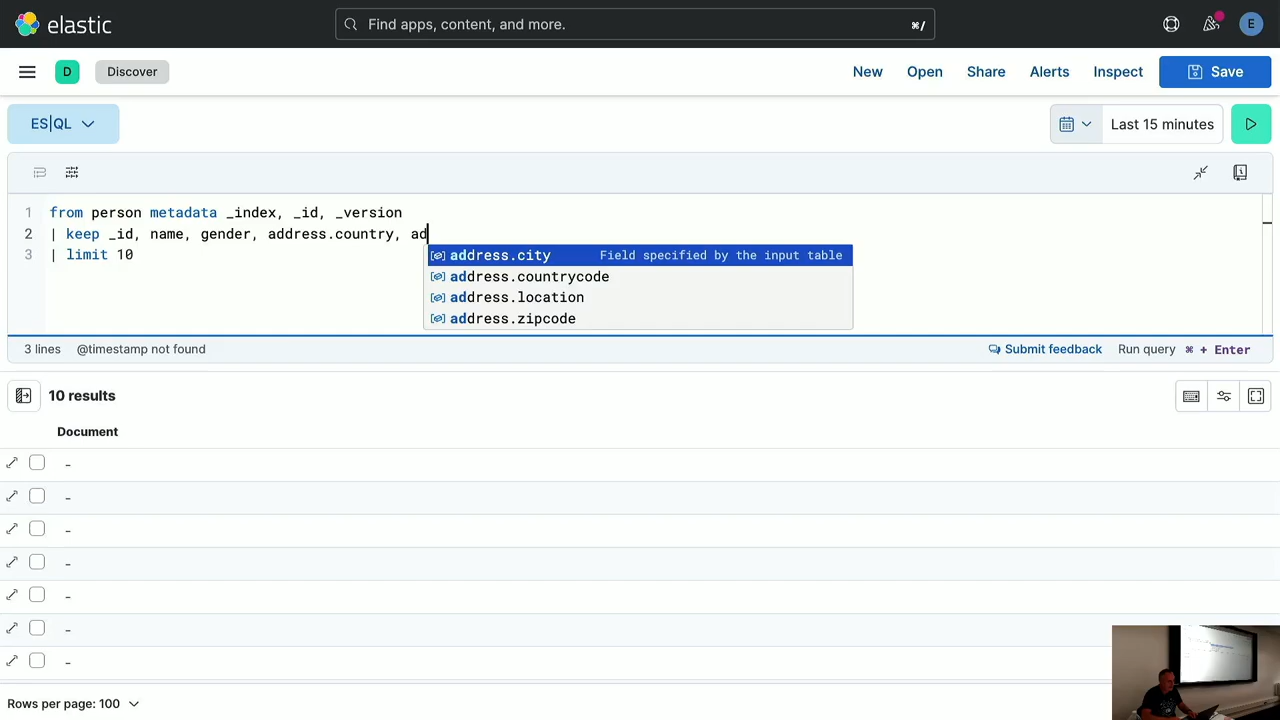 elastic
Find apps, content, and more.
⌘/
E
D
Discover
New
Open
Share
Alerts
Inspect
Save
ES|QL
Last 15 minutes
1 from person metadata _index, _id, _version
2 | keep _id, name, gender, address.country, ad
3 | limit 10
address.city Field specified by the input table
address.countrycode
address.location
address.zipcode
3 lines @timestamp not found
Submit feedback Run query ⌘ + Enter
10 results
Document
-
-
-
-
-
-
-
Rows per page: 100